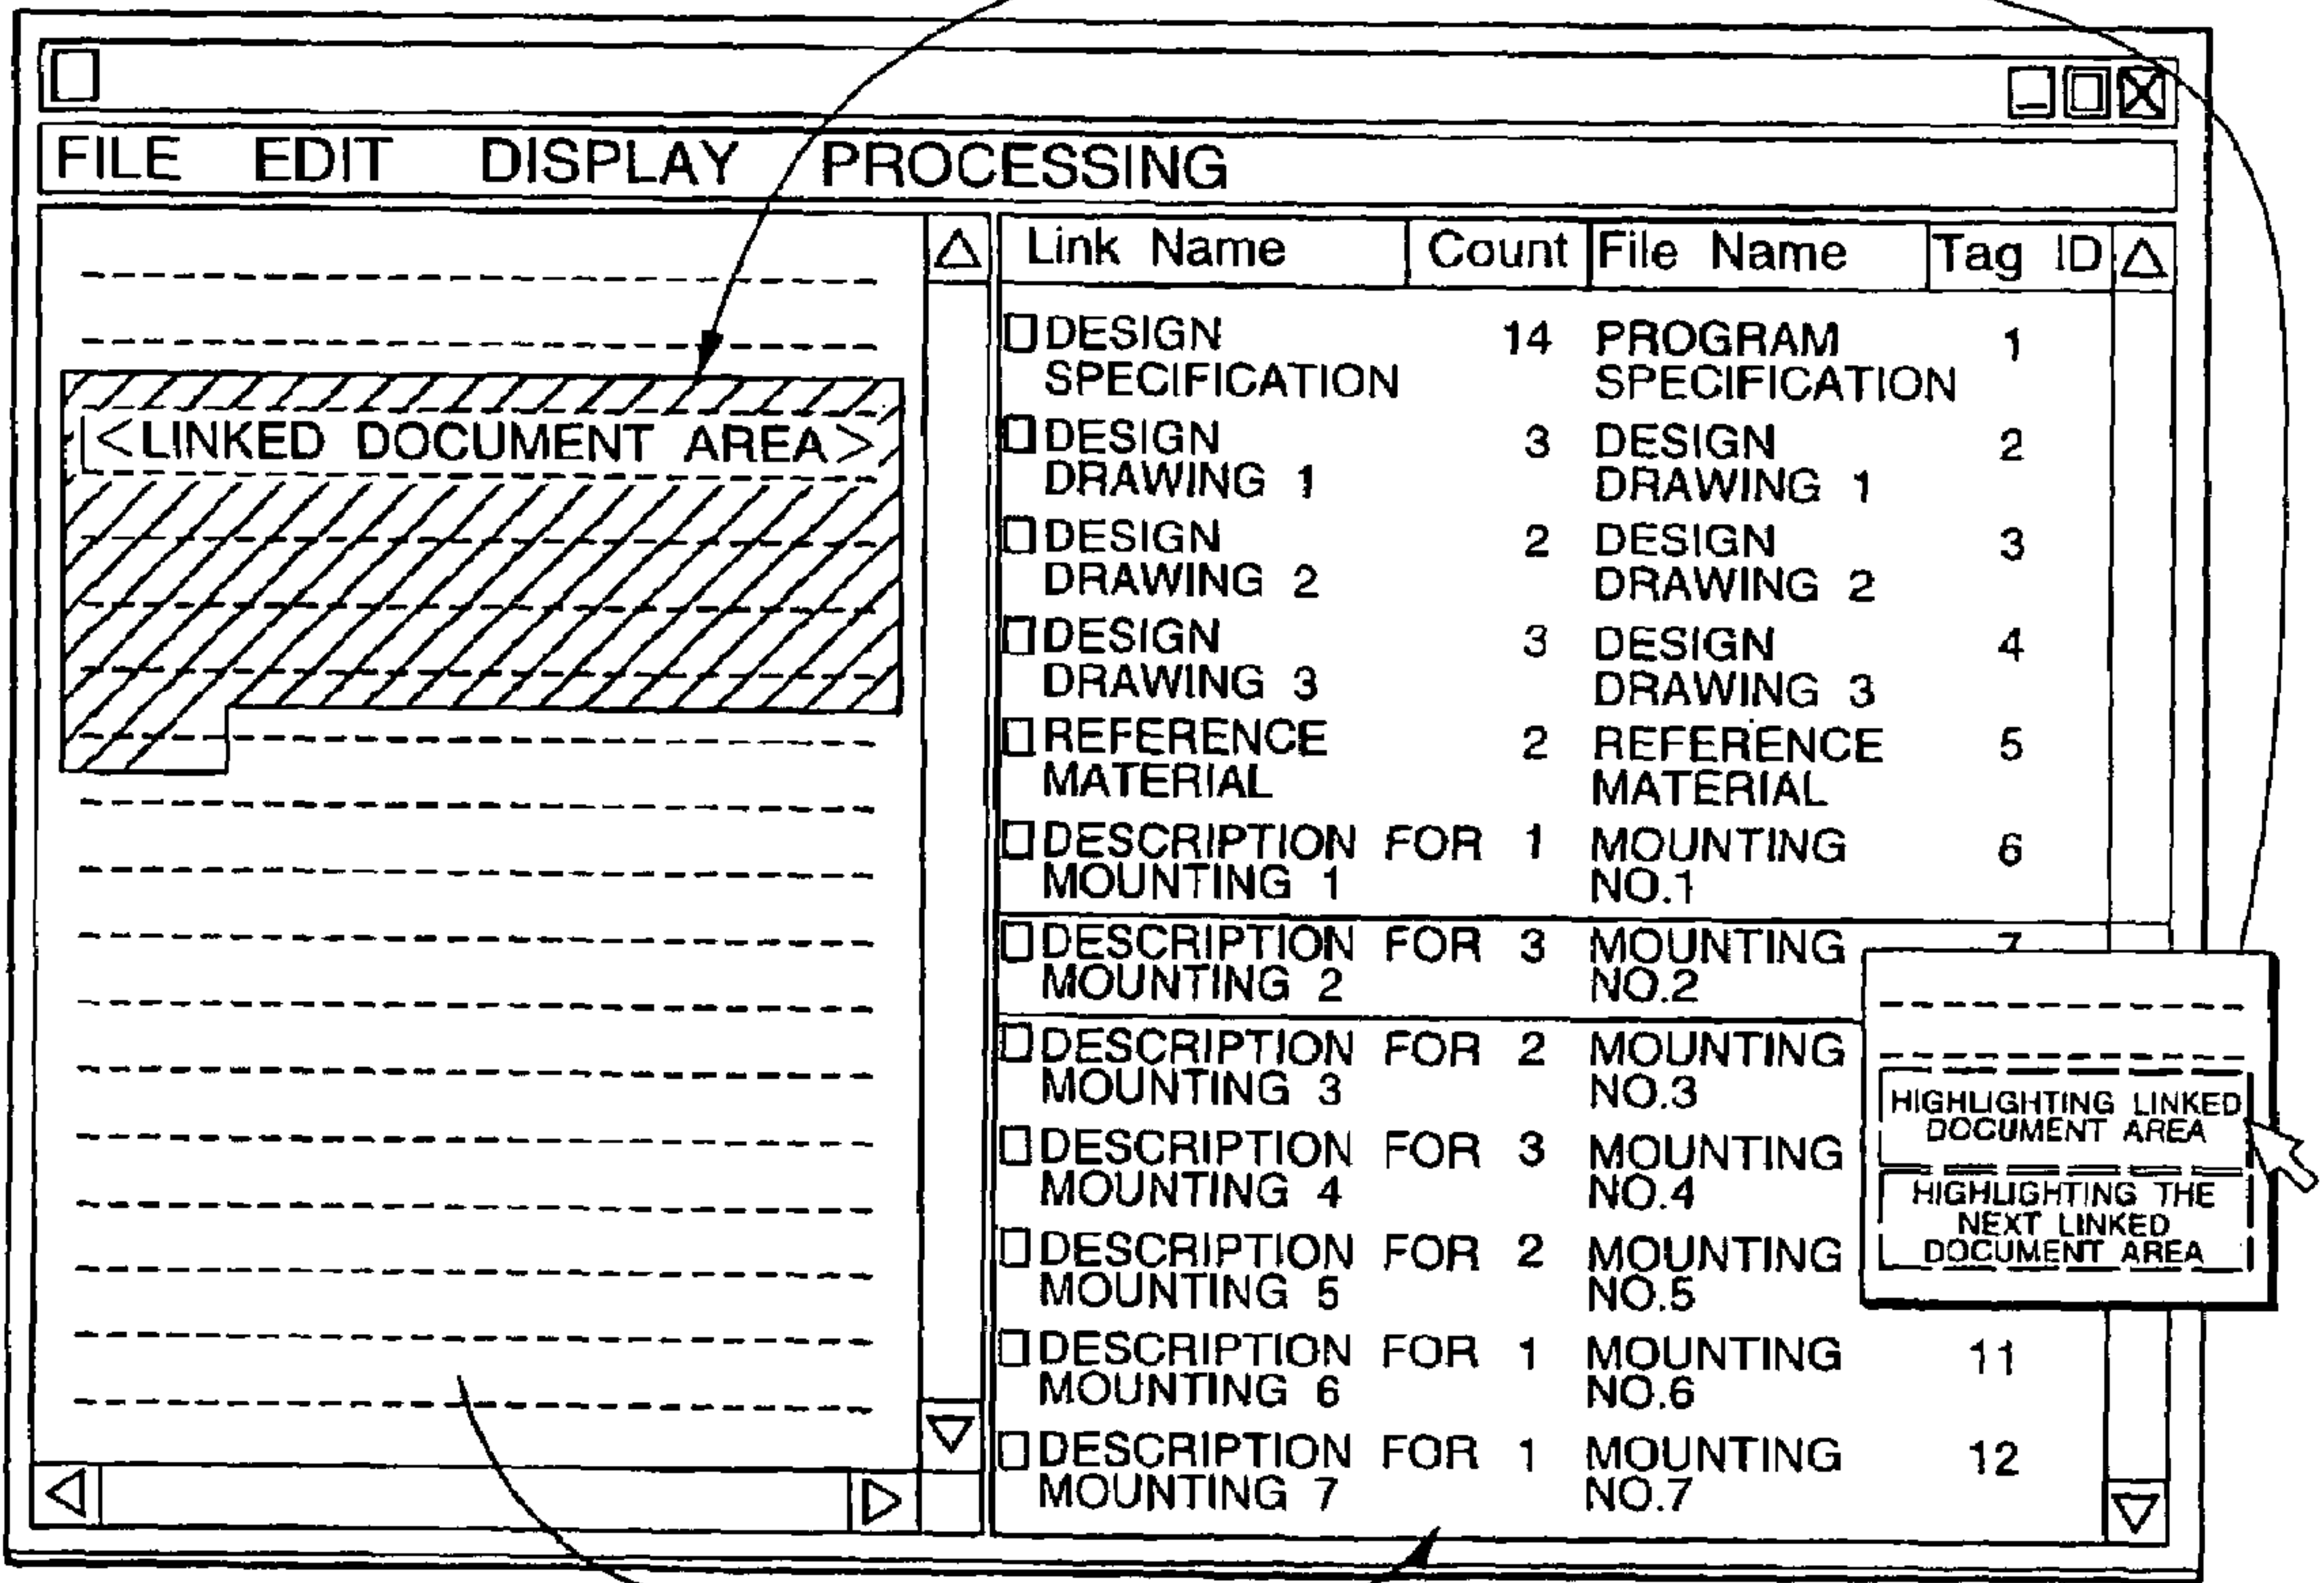 FILE EDIT DISPLAY PROCESSING
<LINKED DOCUMENT AREA>
Link Name Count File Name Tag ID
DESIGN 14 PROGRAM 1
SPECIFICATION SPECIFICATION
DESIGN 3 DESIGN 2
DRAWING 1 DRAWING 1
DESIGN 2 DESIGN 3
DRAWING 2 DRAWING 2
DESIGN 3 DESIGN 4
DRAWING 3 DRAWING 3
REFERENCE 2 REFERENCE 5
MATERIAL MATERIAL
DESCRIPTION FOR 1 MOUNTING 6
MOUNTING 1 NO.1
DESCRIPTION FOR 3 MOUNTING 7
MOUNTING 2 NO.2
DESCRIPTION FOR 2 MOUNTING
MOUNTING 3 NO.3
DESCRIPTION FOR 3 MOUNTING
MOUNTING 4 NO.4
DESCRIPTION FOR 2 MOUNTING
MOUNTING 5 NO.5
DESCRIPTION FOR 1 MOUNTING 11
MOUNTING 6 NO.6
DESCRIPTION FOR 1 MOUNTING 12
MOUNTING 7 NO.7
HIGHLIGHTING LINKED
DOCUMENT AREA
HIGHLIGHTING THE
NEXT LINKED
DOCUMENT AREA